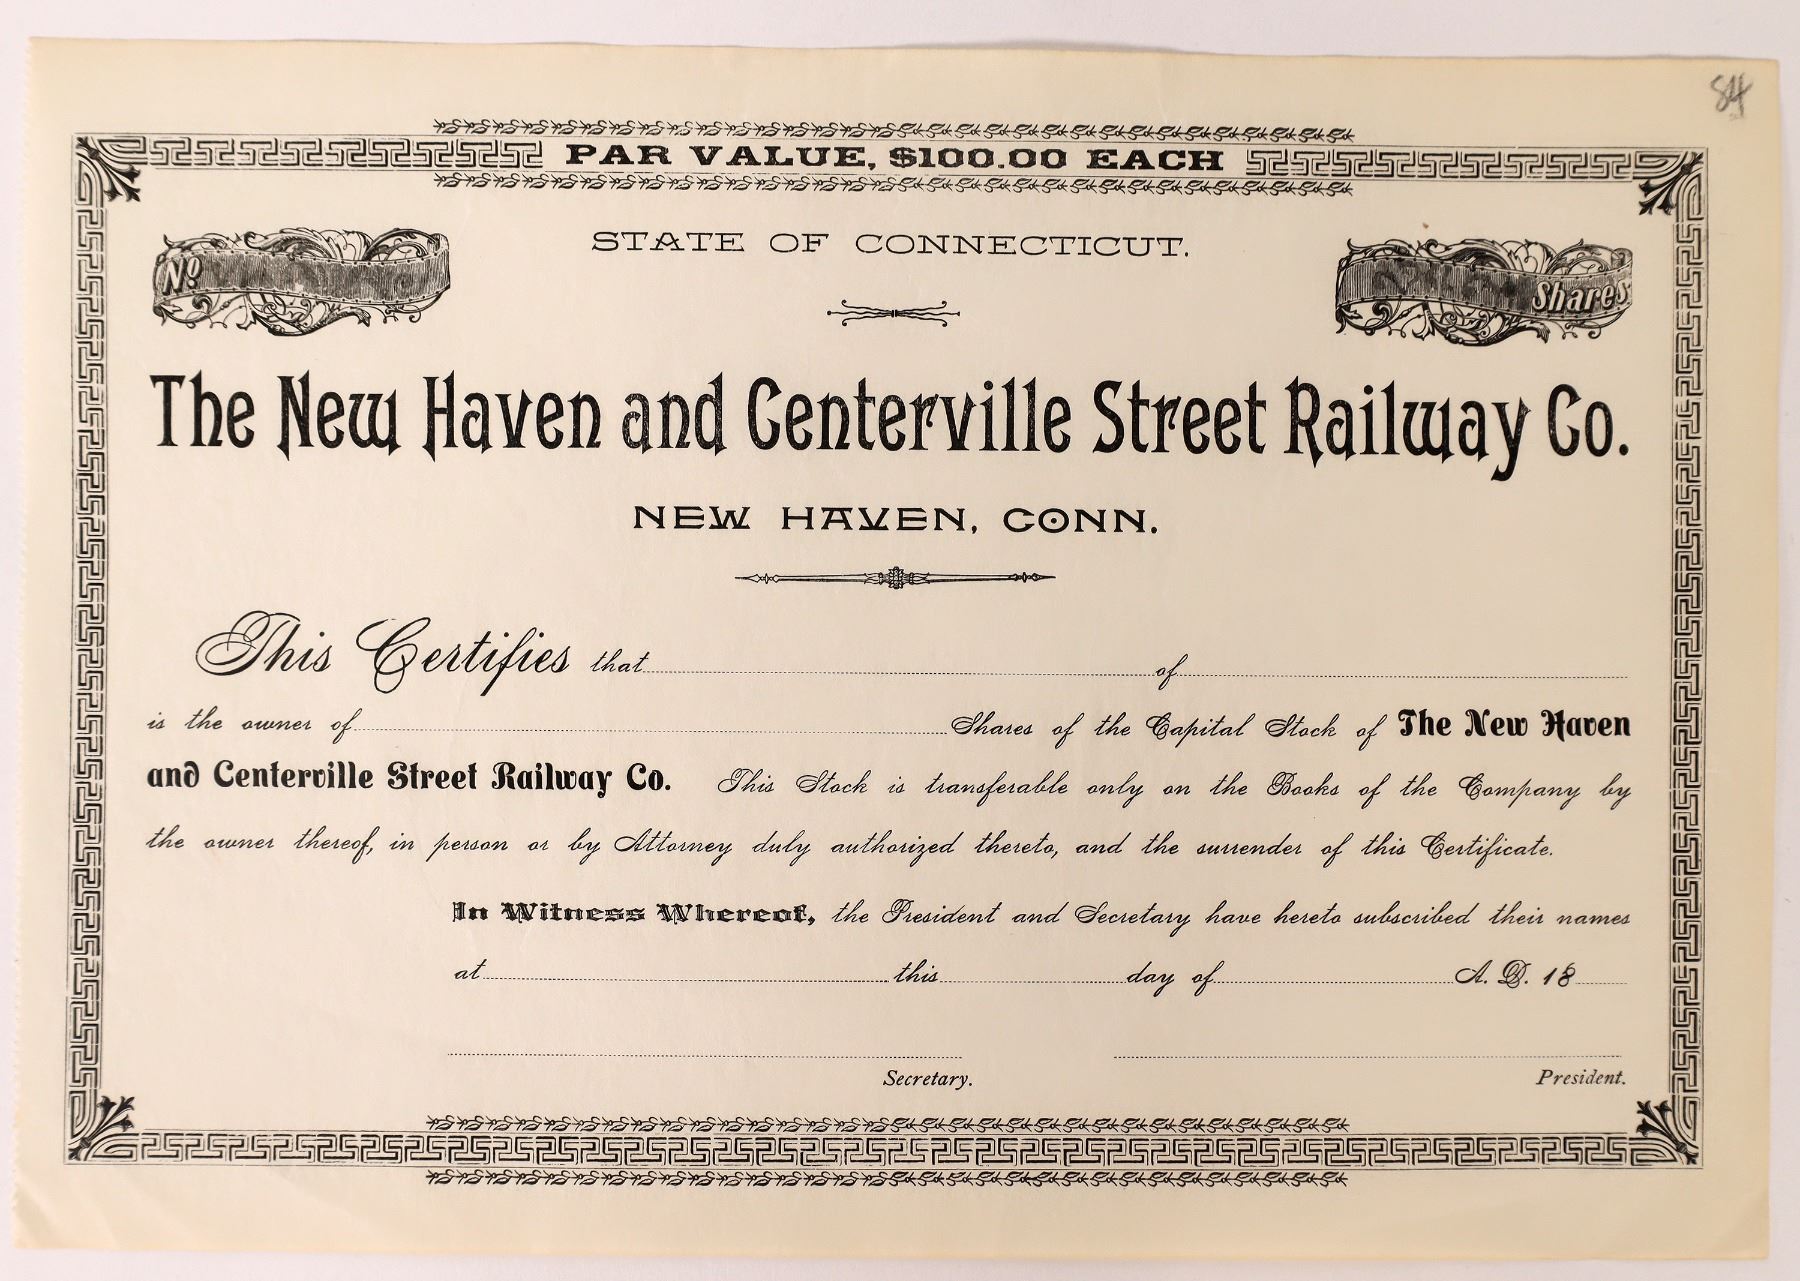 84
PAR VALUE, $100.00 EACH
STATE OF CONNECTICUT.
No
Shares
The New Haven and Centerville Street Railway Co.
NEW HAVEN, CONN.
This Certifies that of
is the owner of Shares of the Capital Stock of The New Haven
and Centerville Street Railway Co. This Stock is transferable only on the Books of the Company by
the owner thereof, in person or by Attorney duly authorized thereto, and the surrender of this Certificate.
In Witness Whereof, the President and Secretary have hereto subscribed their names
at this day of A. D. 18
Secretary. President.